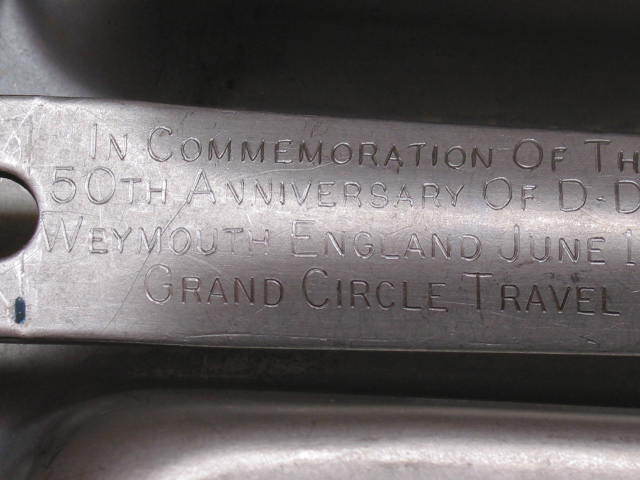 IN COMMEMORATION OF TH
50TH ANNIVERSARY OF D-D
WEYMOUTH ENGLAND JUNE 1
GRAND CIRCLE TRAVEL